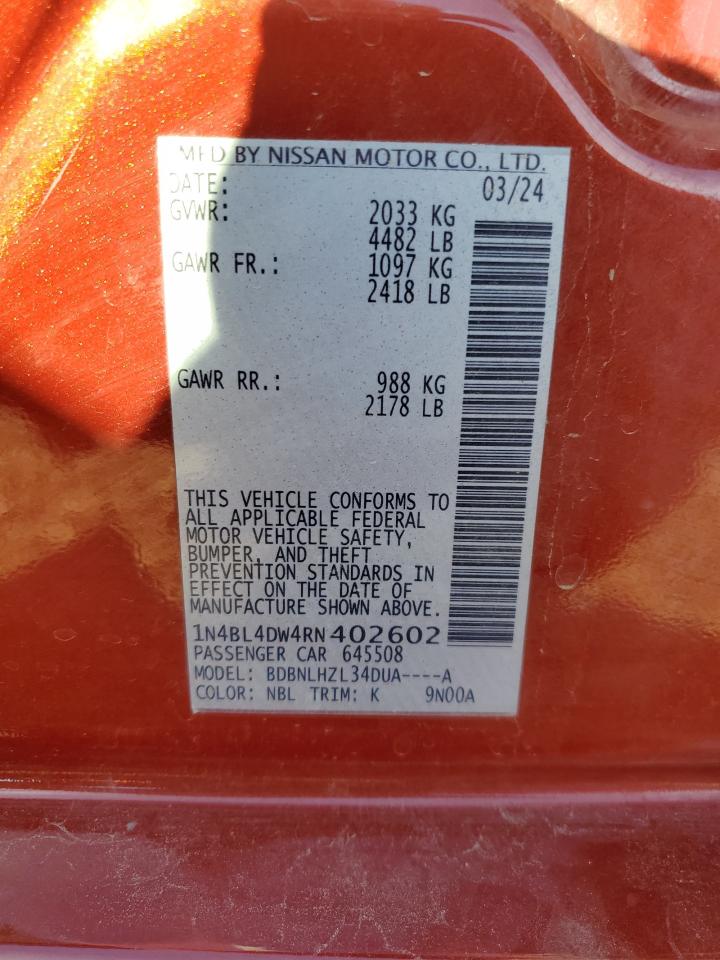 MFD BY NISSAN MOTOR CO., LTD.
DATE: 03/24
GVWR: 2033 KG
4482 LB
GAWR FR.: 1097 KG
2418 LB
GAWR RR.: 988 KG
2178 LB
THIS VEHICLE CONFORMS TO
ALL APPLICABLE FEDERAL
MOTOR VEHICLE SAFETY,
BUMPER, AND THEFT
PREVENTION STANDARDS IN
EFFECT ON THE DATE OF
MANUFACTURE SHOWN ABOVE.
1N4BL4DW4RN402602
PASSENGER CAR 645508
MODEL: BDBNLHZL34DUA----A
COLOR: NBL TRIM: K 9N00A